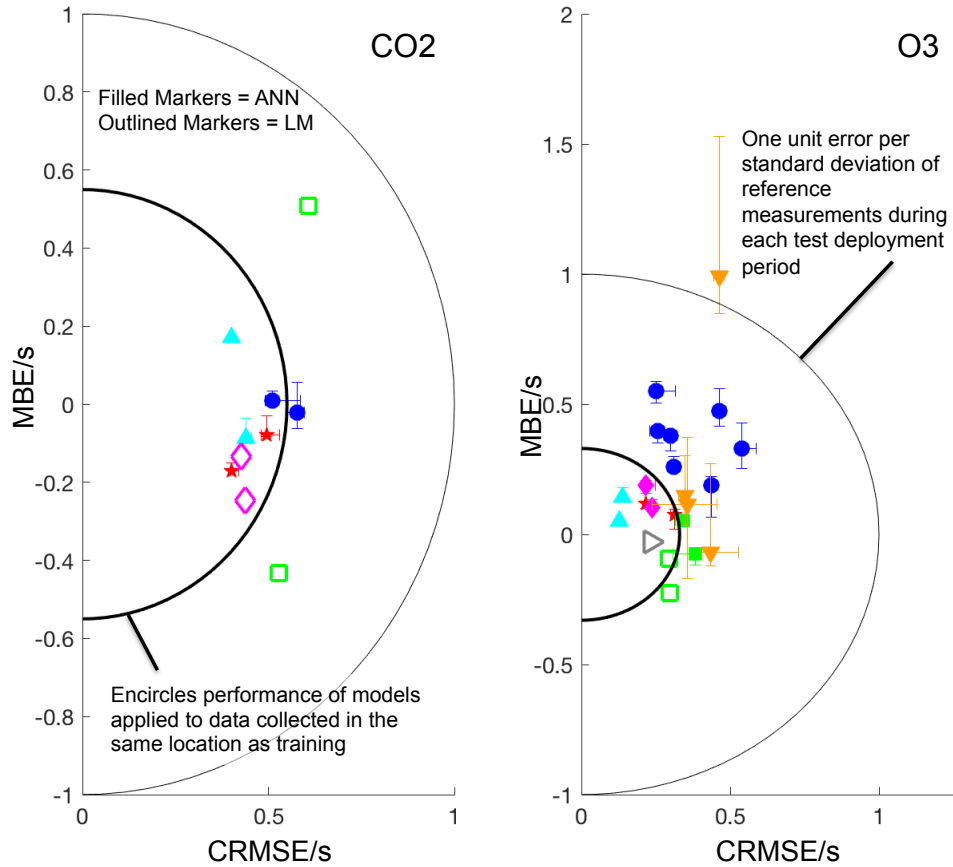 CO2
Filled Markers = ANN
Outlined Markers = LM
1
0.8
0.6
0.4
0.2
0
-0.2
-0.4
-0.6
-0.8
-1
MBE/s
Encircles performance of models
applied to data collected in the
same location as training
0
0.5
1
CRMSE/s
O3
One unit error per
standard deviation of
reference
measurements during
each test deployment
period
2
1.5
1
0.5
0
-0.5
-1
MBE/s
0
0.5
1
CRMSE/s